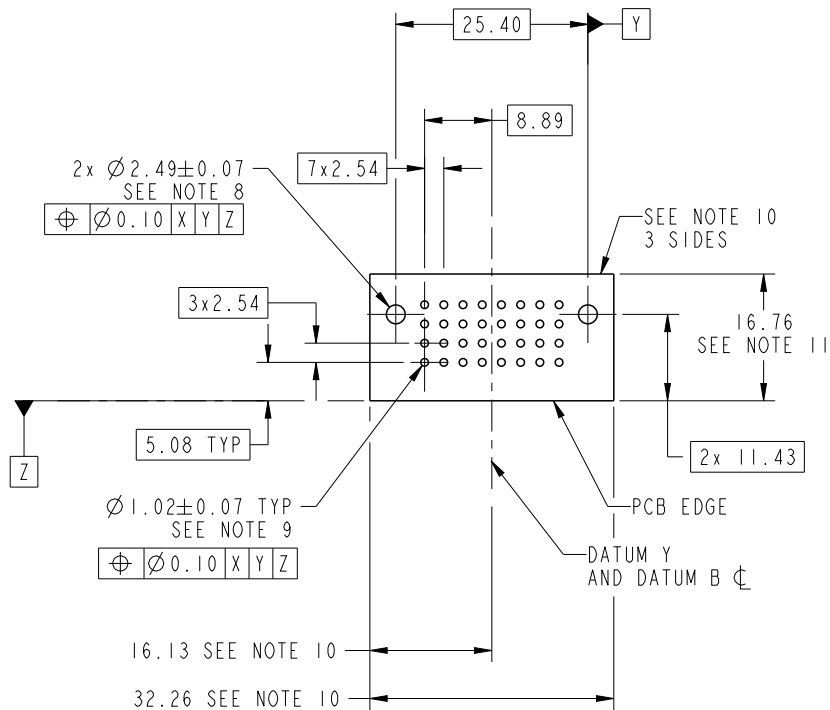 25.40
Y
8.89
2x Ø2.49±0.07
SEE NOTE 8
⌖ Ø0.10 X Y Z
7x2.54
SEE NOTE 10
3 SIDES
3x2.54
16.76
SEE NOTE 11
5.08 TYP
Z
2x 11.43
Ø1.02±0.07 TYP
SEE NOTE 9
⌖ Ø0.10 X Y Z
PCB EDGE
DATUM Y
AND DATUM B ℄
16.13 SEE NOTE 10
32.26 SEE NOTE 10